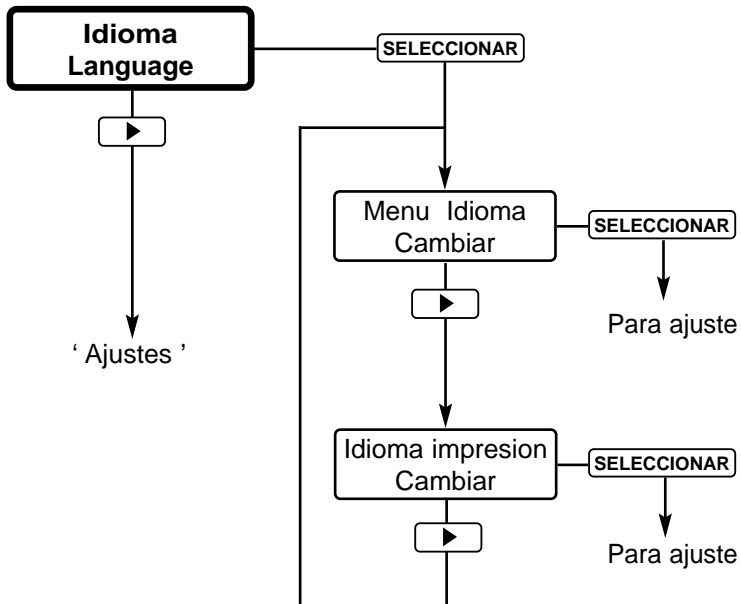 Idioma
Language
SELECCIONAR
Menu Idioma
Cambiar
SELECCIONAR
Para ajuste
‘ Ajustes ’
Idioma impresion
Cambiar
SELECCIONAR
Para ajuste